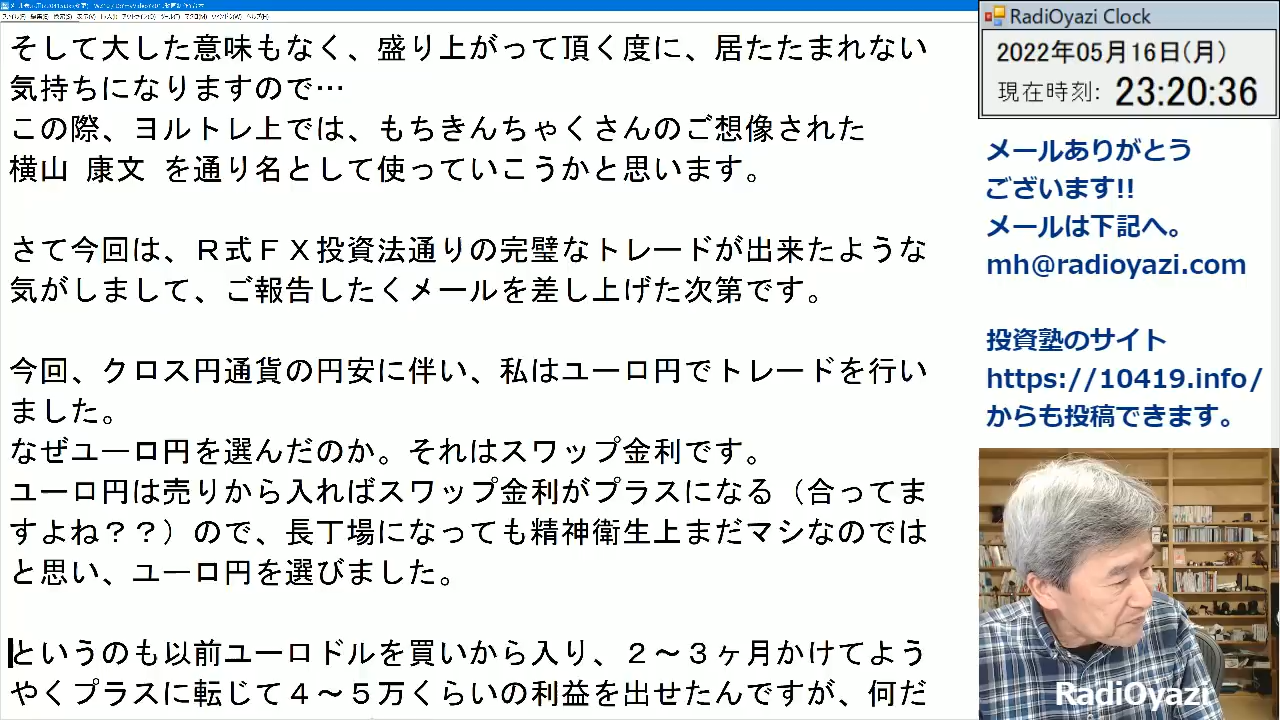 そして大した意味もなく、盛り上がって頂く度に、居たたまれない
気持ちになりますので…
この際、ヨルトレ上では、もちきんちゃくさんのご想像された
横山 康文 を通り名として使っていこうかと思います。
さて今回は、Ｒ式ＦＸ投資法通りの完璧なトレードが出来たような
気がしまして、ご報告したくメールを差し上げた次第です。
今回、クロス円通貨の円安に伴い、私はユーロ円でトレードを行い
ました。
なぜユーロ円を選んだのか。それはスワップ金利です。
ユーロ円は売りから入ればスワップ金利がプラスになる（合ってま
すよね？？）ので、長丁場になっても精神衛生上まだマシなのでは
と思い、ユーロ円を選びました。
というのも以前ユーロドルを買いから入り、２～３ヶ月かけてよう
やくプラスに転じて４～５万くらいの利益を出せたんですが、何だ
RadiOyazi Clock
2022年05月16日(月)
現在時刻: 23:20:36
メールありがとう
ございます!!
メールは下記へ。
mh@radioyazi.com
投資塾のサイト
https://10419.info/
からも投稿できます。
RadiOyazi